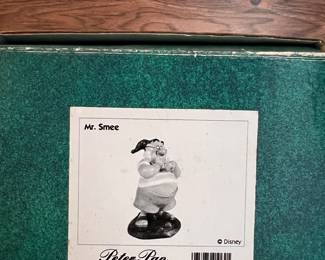 Mr. Smee
© Disney
Peter Pan